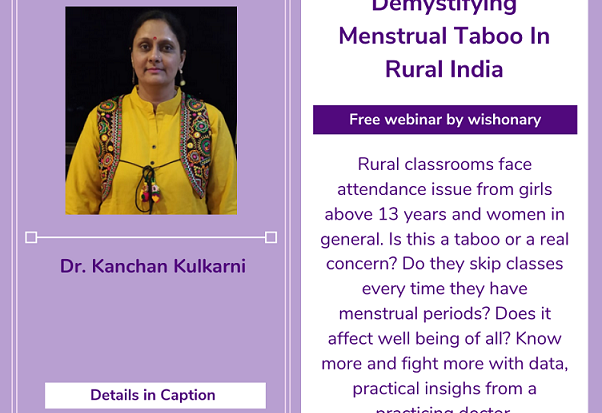 Demystifying
Menstrual Taboo In
Rural India
Free webinar by wishonary
Rural classrooms face
attendance issue from girls
above 13 years and women in
general. Is this a taboo or a real
concern? Do they skip classes
every time they have
menstrual periods? Does it
affect well being of all? Know
more and fight more with data,
practical insighs from a
practicing doctor
Dr. Kanchan Kulkarni
Details in Caption